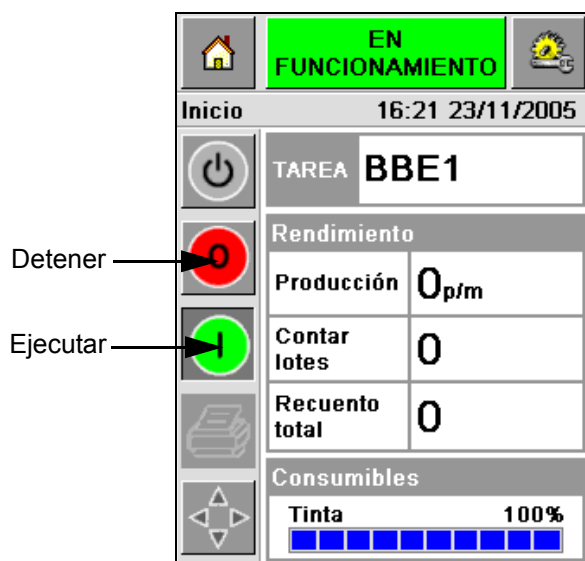 EN
FUNCIONAMIENTO
Inicio 16:21 23/11/2005
TAREA BBE1
Detener
O
Rendimiento
Producción 0p/m
Ejecutar
I
Contar
lotes 0
Recuento
total 0
Consumibles
Tinta 100%